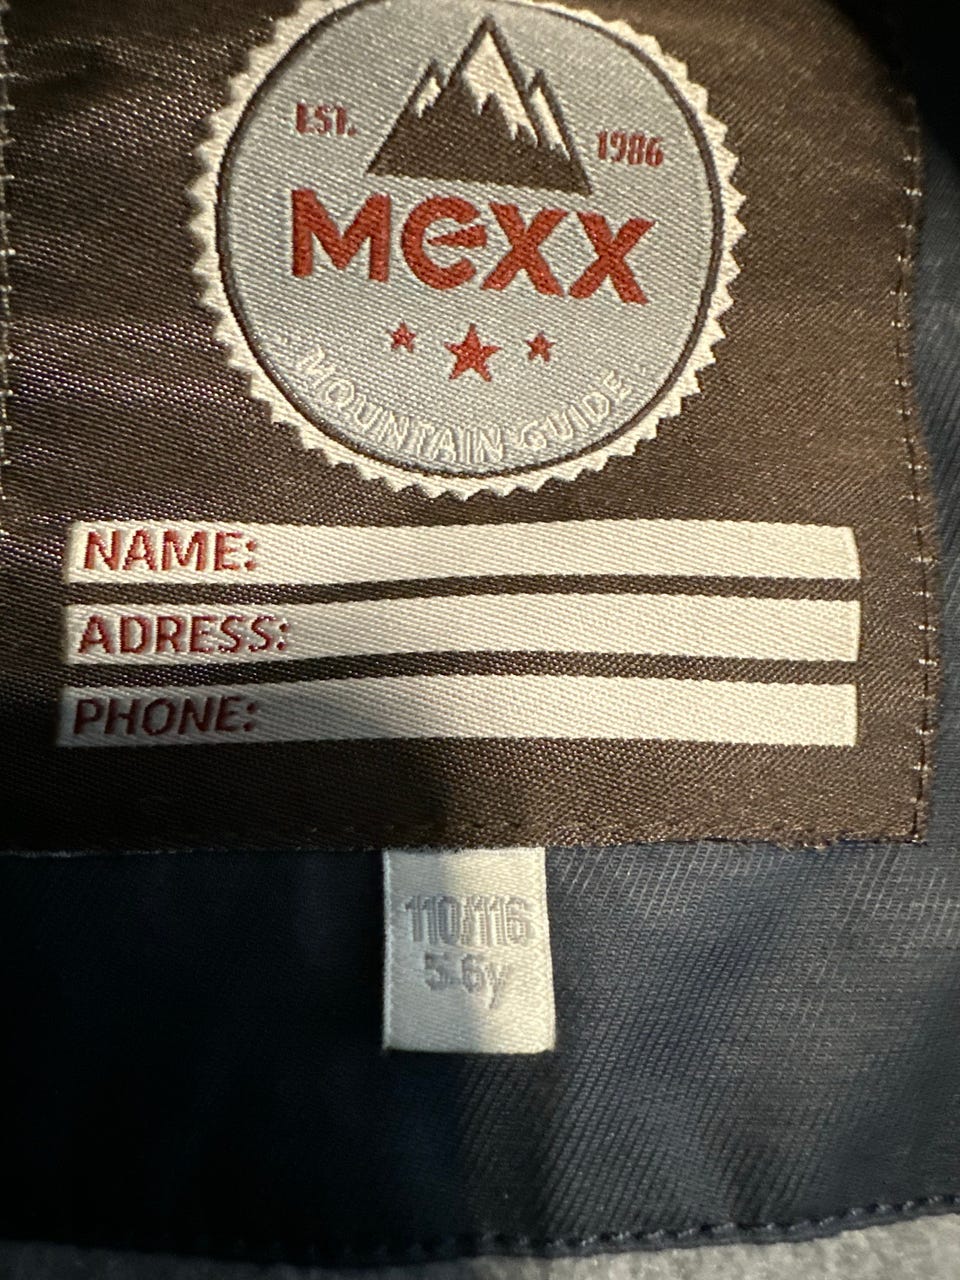 EST. 1986
MEXX
MOUNTAIN GUIDE
NAME:
ADRESS:
PHONE:
110/116
5-6y